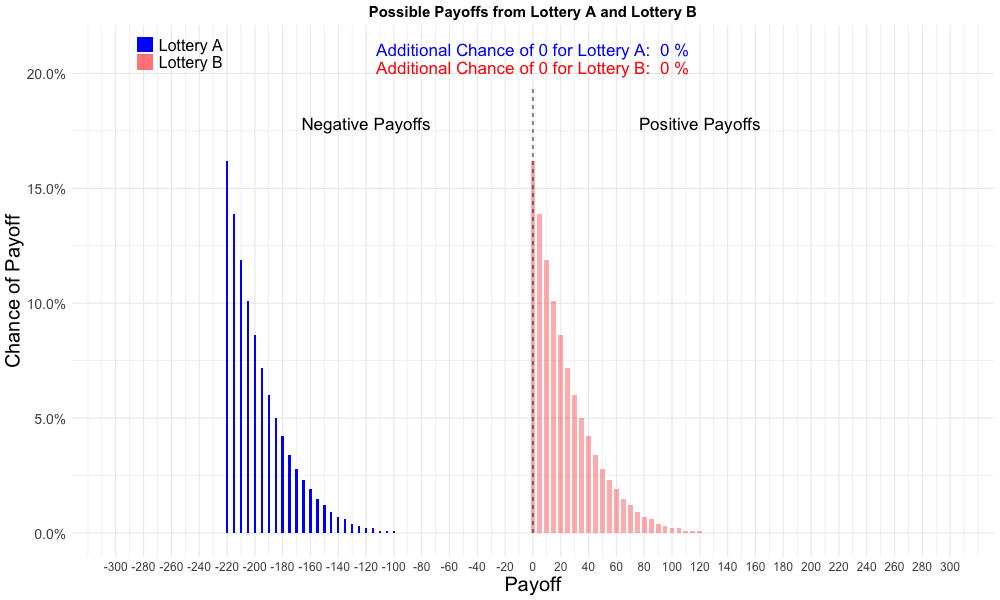 Possible Payoffs from Lottery A and Lottery B
Lottery A
Lottery B
Additional Chance of 0 for Lottery A:  0 %
Additional Chance of 0 for Lottery B:  0 %
Negative Payoffs
Positive Payoffs
Chance of Payoff
20.0%
15.0%
10.0%
5.0%
0.0%
-300 -280 -260 -240 -220 -200 -180 -160 -140 -120 -100 -80 -60 -40 -20 0 20 40 60 80 100 120 140 160 180 200 220 240 260 280 300
Payoff